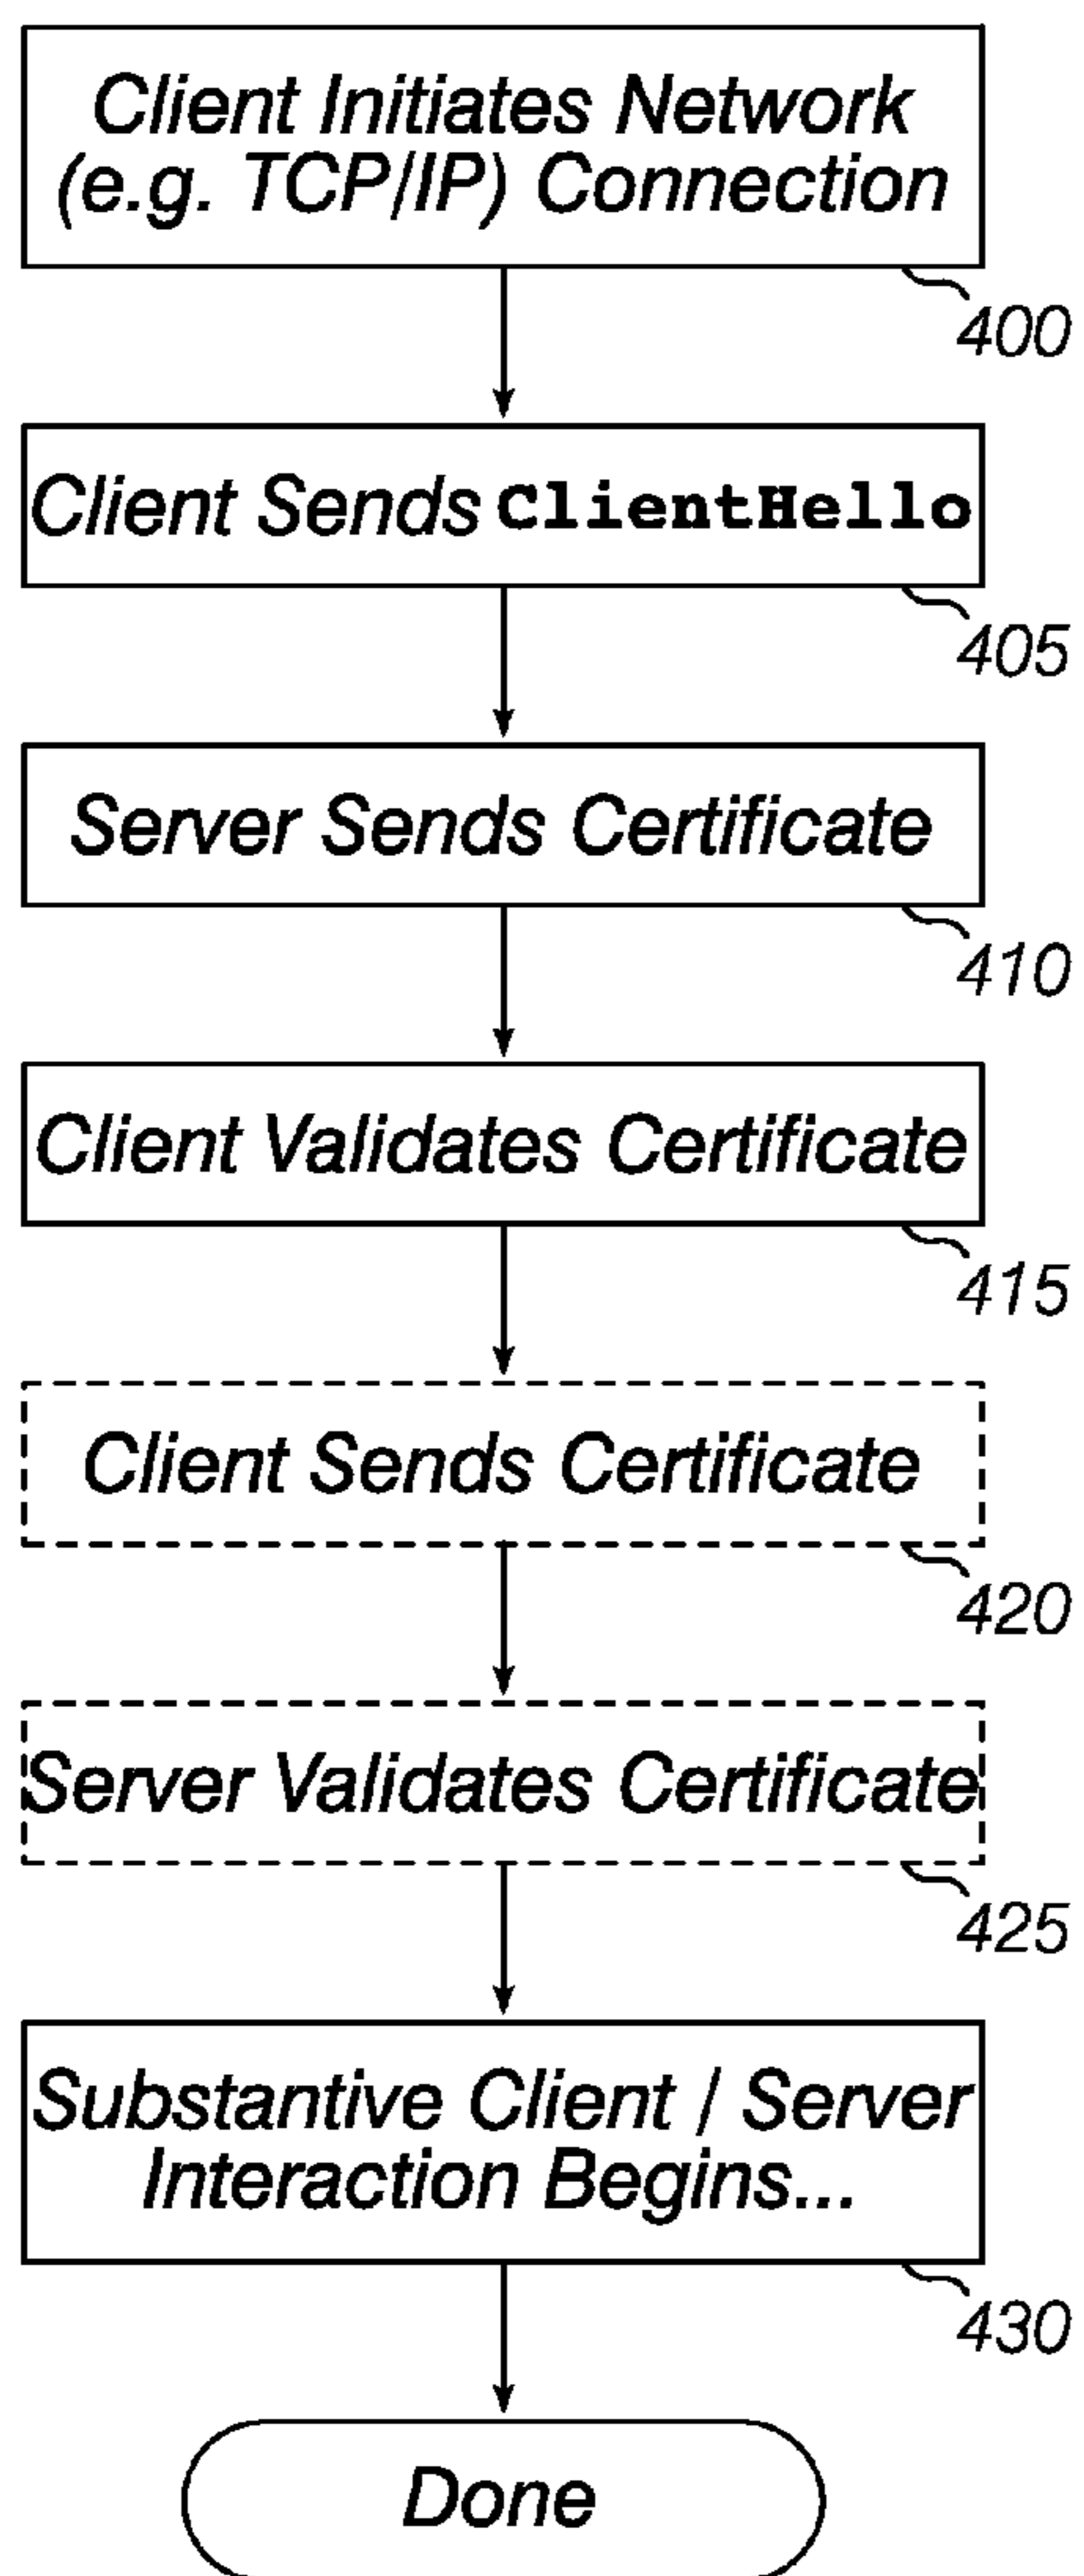 Client Initiates Network
(e.g. TCP/IP) Connection
400
Client Sends ClientHello
405
Server Sends Certificate
410
Client Validates Certificate
415
Client Sends Certificate
420
Server Validates Certificate
425
Substantive Client / Server
Interaction Begins...
430
Done